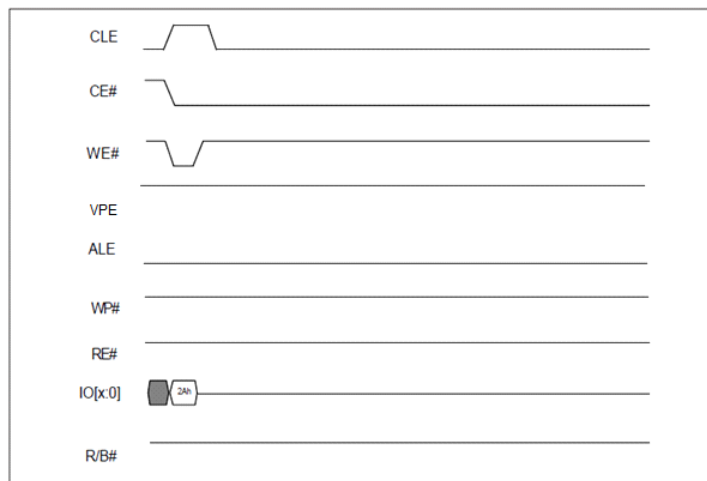 CLE
CE#
WE#
VPE
ALE
WP#
RE#
IO[x:0] 2Ah
R/B#